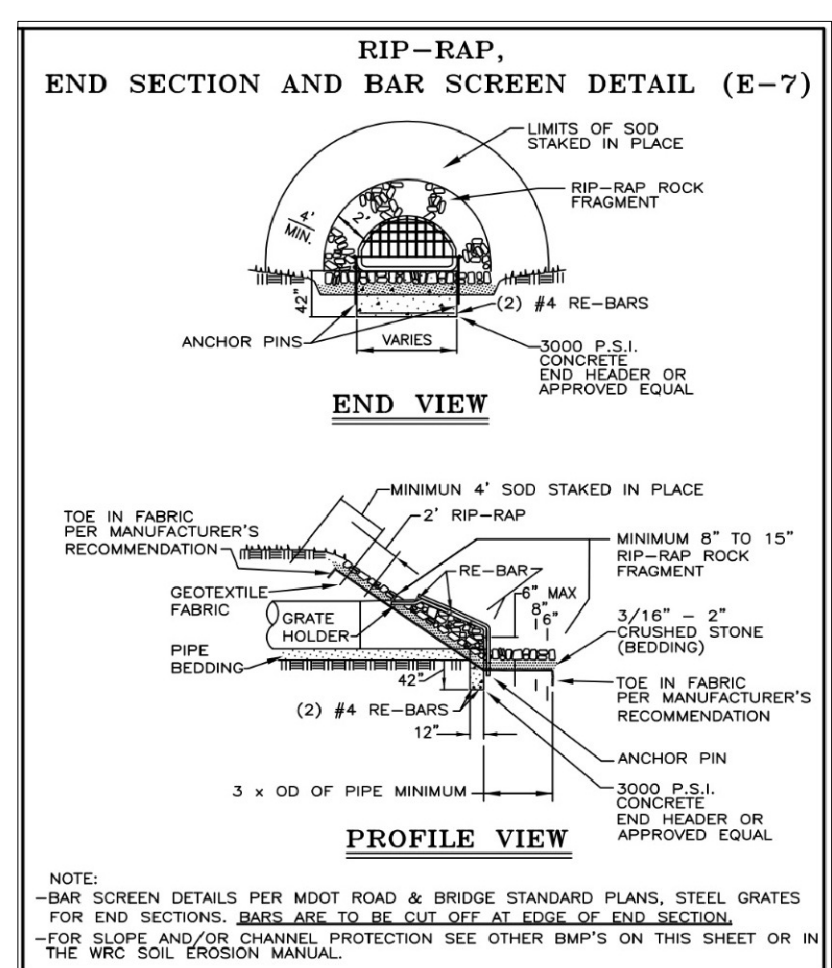 RIP-RAP,
END SECTION AND BAR SCREEN DETAIL (E-7)
LIMITS OF SOD
STAKED IN PLACE
RIP-RAP ROCK
FRAGMENT
4'
MIN.
2'
42"
(2) #4 RE-BARS
ANCHOR PINS
VARIES
3000 P.S.I.
CONCRETE
END HEADER OR
APPROVED EQUAL
END VIEW
MINIMUN 4' SOD STAKED IN PLACE
TOE IN FABRIC
PER MANUFACTURER'S
RECOMMENDATION
2' RIP-RAP
MINIMUM 8" TO 15"
RIP-RAP ROCK
FRAGMENT
RE-BAR
6" MAX
8"
6"
GEOTEXTILE
FABRIC
GRATE
HOLDER
3/16" - 2"
CRUSHED STONE
(BEDDING)
PIPE
BEDDING
42"
TOE IN FABRIC
PER MANUFACTURER'S
RECOMMENDATION
(2) #4 RE-BARS
12"
ANCHOR PIN
3 x OD OF PIPE MINIMUM
3000 P.S.I.
CONCRETE
END HEADER OR
APPROVED EQUAL
PROFILE VIEW
NOTE:
-BAR SCREEN DETAILS PER MDOT ROAD & BRIDGE STANDARD PLANS, STEEL GRATES
FOR END SECTIONS. BARS ARE TO BE CUT OFF AT EDGE OF END SECTION.
-FOR SLOPE AND/OR CHANNEL PROTECTION SEE OTHER BMP'S ON THIS SHEET OR IN
THE WRC SOIL EROSION MANUAL.